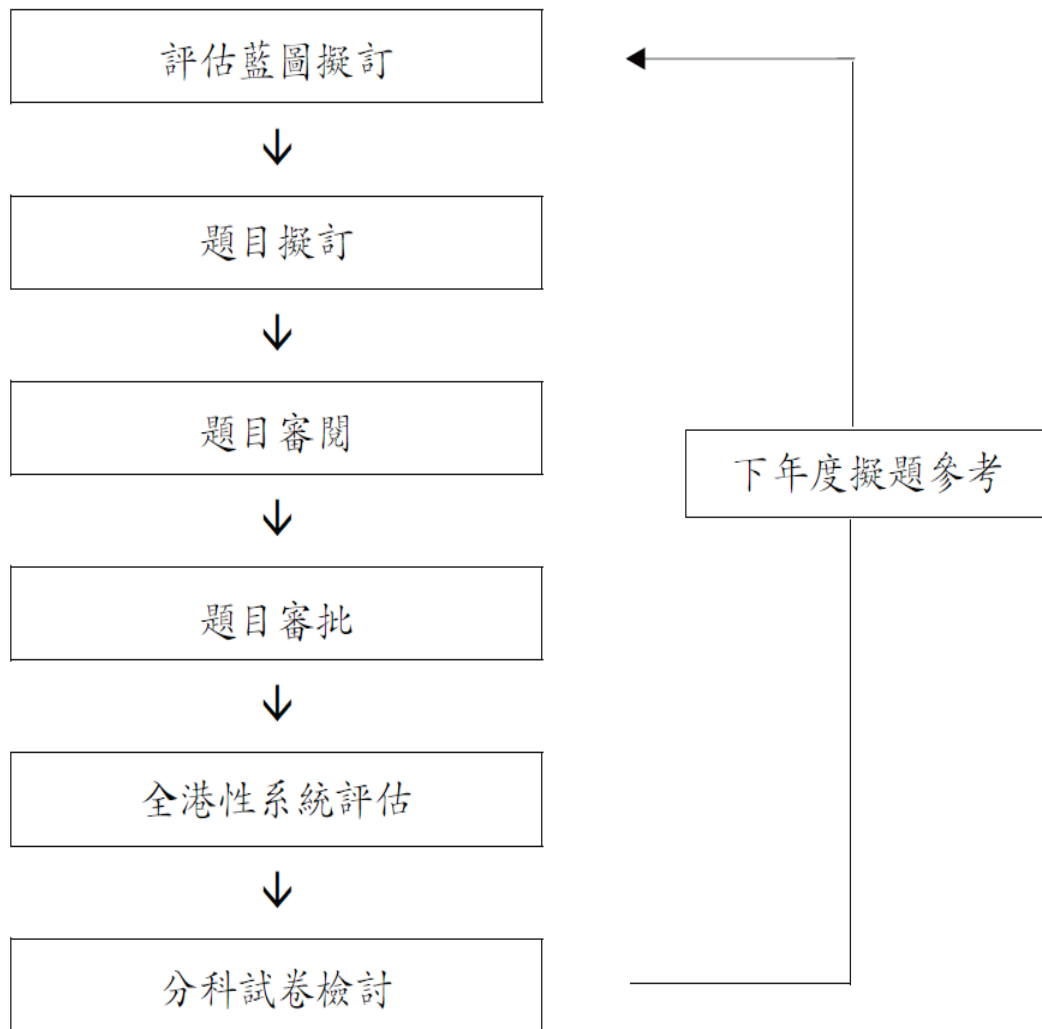 評估藍圖擬訂
題目擬訂
題目審閱
題目審批
全港性系統評估
分科試卷檢討
下年度擬題參考